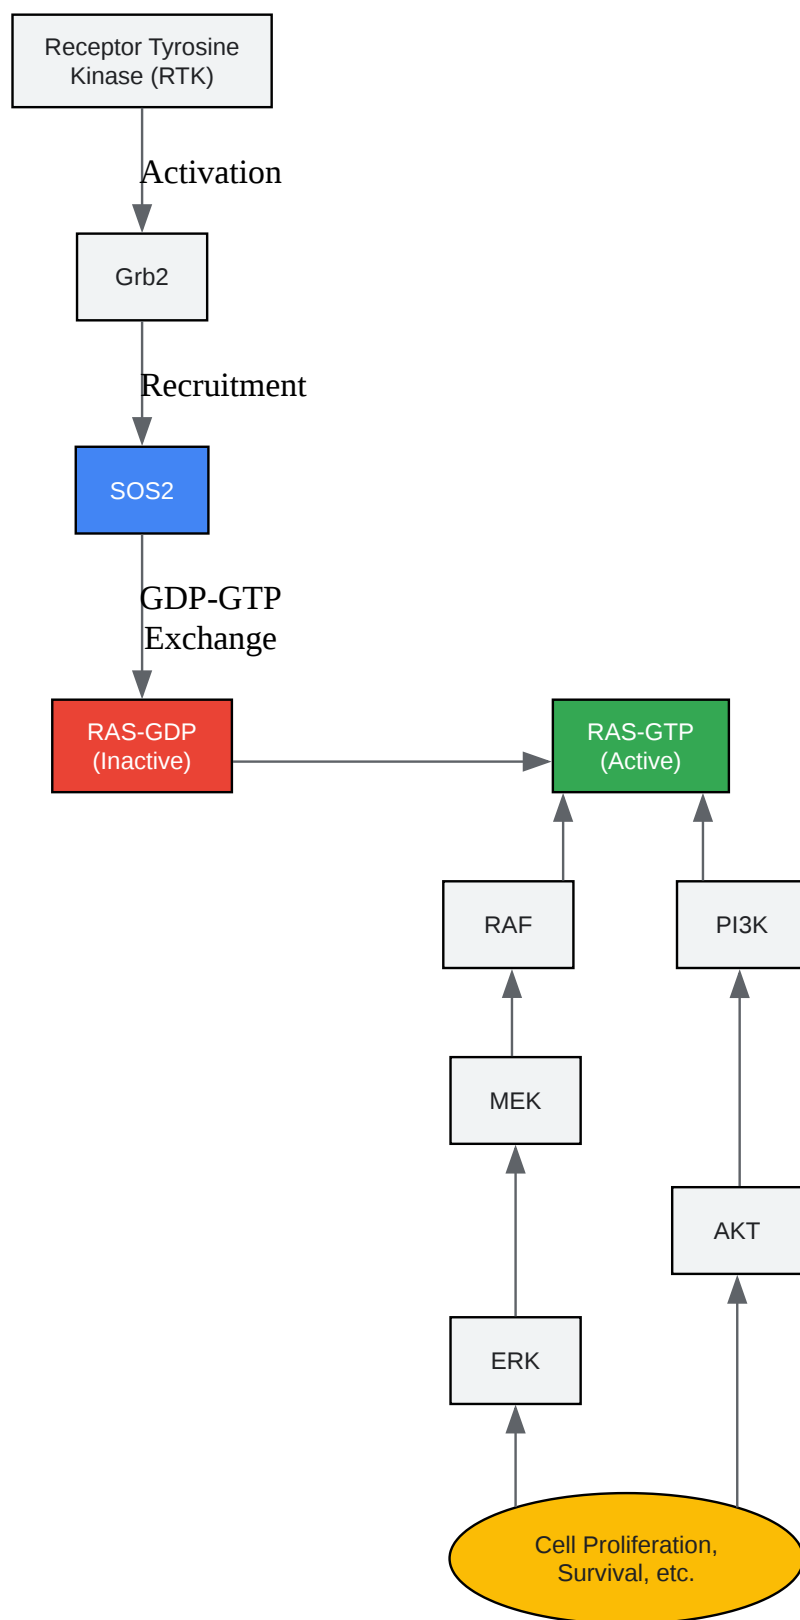 Receptor Tyrosine
Kinase (RTK)
Activation
Grb2
Recruitment
SOS2
GDP-GTP
Exchange
RAS-GDP
(Inactive)
RAS-GTP
(Active)
RAF
PI3K
MEK
AKT
ERK
Cell Proliferation,
Survival, etc.